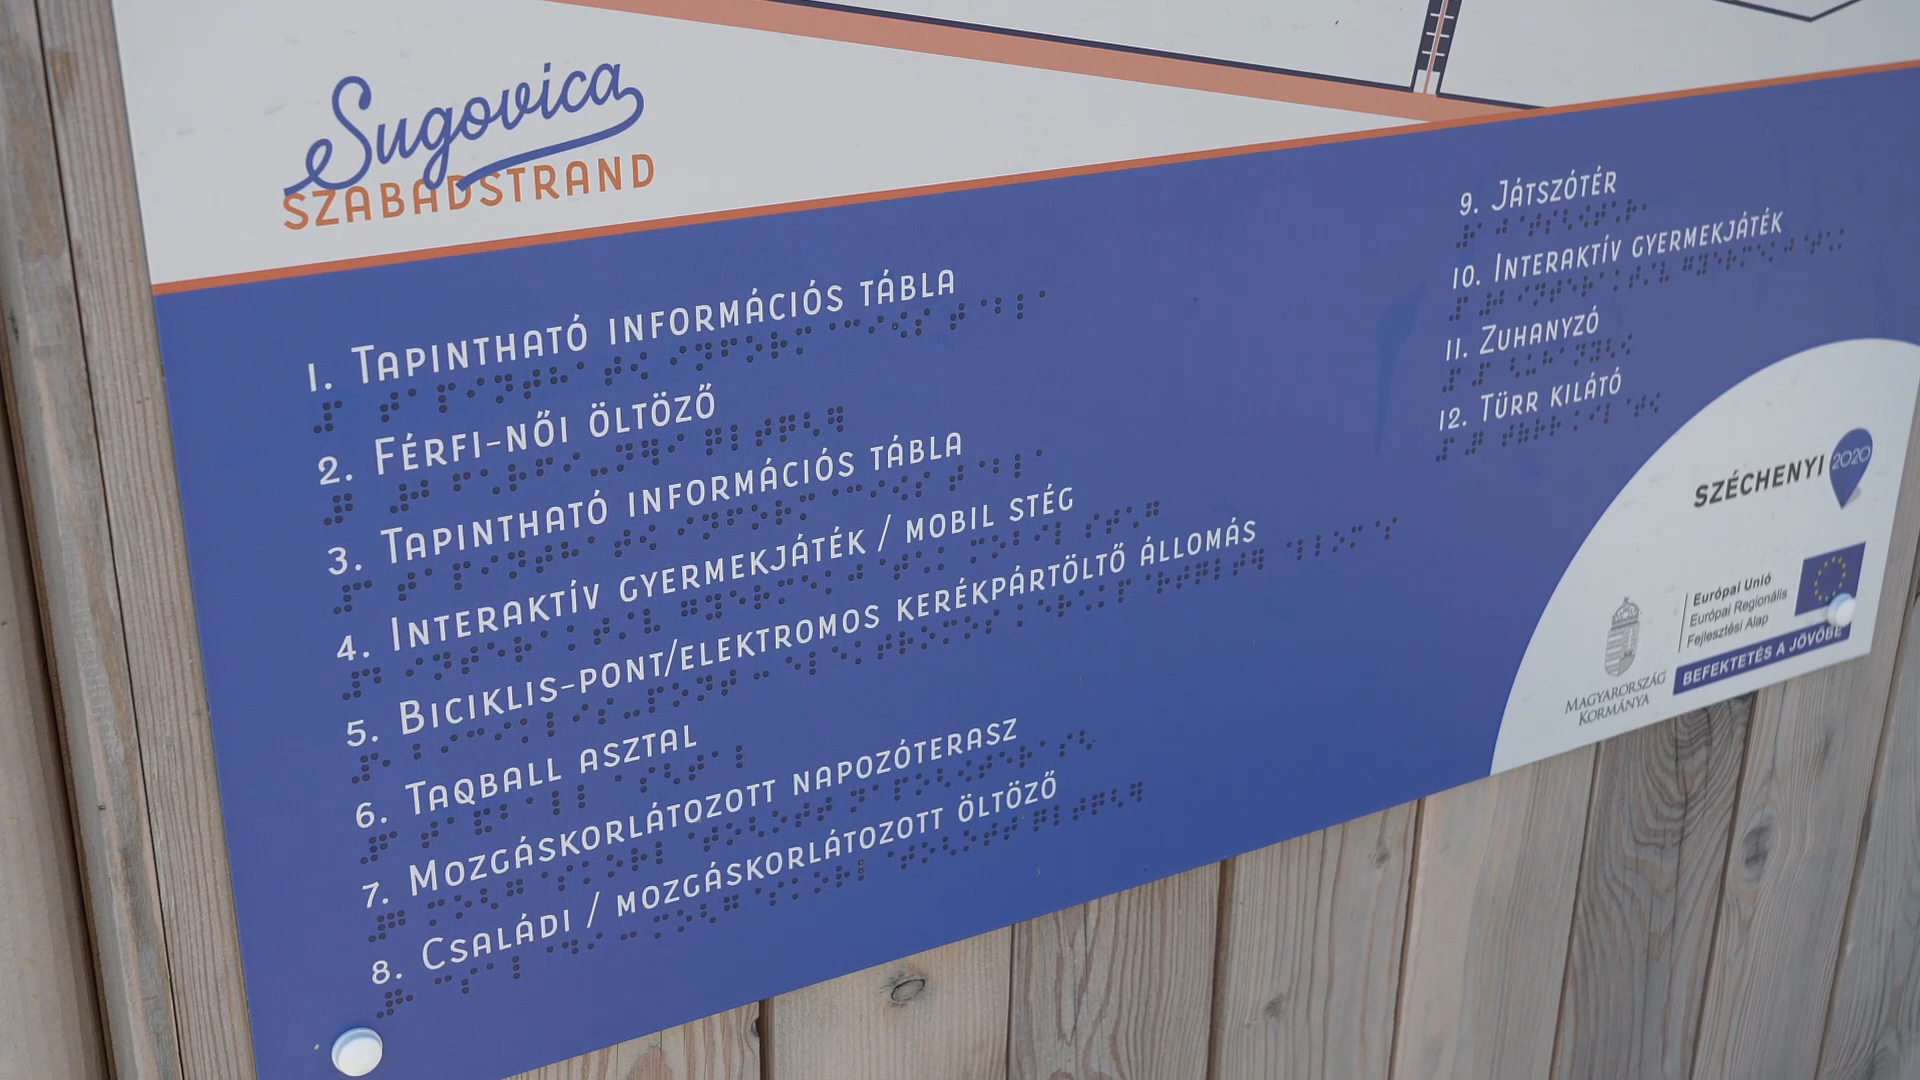 Sugovica
SZABADSTRAND
1. TAPINTHATÓ INFORMÁCIÓS TÁBLA
2. FÉRFI-NŐI ÖLTÖZŐ
3. TAPINTHATÓ INFORMÁCIÓS TÁBLA
4. INTERAKTÍV GYERMEKJÁTÉK / MOBIL STÉG
5. BICIKLIS-PONT/ELEKTROMOS KERÉKPÁRTÖLTŐ ÁLLOMÁS
6. TAQBALL ASZTAL
7. MOZGÁSKORLÁTOZOTT NAPOZÓTERASZ
8. CSALÁDI / MOZGÁSKORLÁTOZOTT ÖLTÖZŐ
9. JÁTSZÓTÉR
10. INTERAKTÍV GYERMEKJÁTÉK
11. ZUHANYZÓ
12. TÜRR KILÁTÓ
SZÉCHENYI 2020
MAGYARORSZÁG
KORMÁNYA
Európai Unió
Európai Regionális
Fejlesztési Alap
BEFEKTETÉS A JÖVŐBE